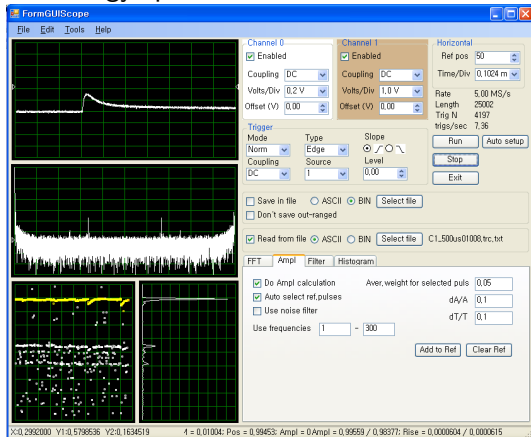 FormGUIScope
File Edit Tools Help
Channel 0 Channel 1 Horizontal
Enabled Enabled Ref pos 50
Coupling DC Coupling DC Time/Div 0,1024 m
Volts/Div 0,2 V Volts/Div 1,0 V Rate 5,00 MS/s
Offset (V) 0,00 Offset (V) 0,00 Length 25002
Trig N 4197
trigs/sec 7,36
Trigger
Mode Type Slope
Norm Edge
Coupling Source Level
DC 1 0,00
Run Auto setup
Stop
Exit
Save in file ASCII BIN Select file
Don't save out-ranged
Read from file ASCII BIN Select file C1_500us01008,trc,txt
FFT Ampl Filter Histogram
Do Ampl calculation Aver,weight for selected puls 0,05
Auto select ref,pulses dA/A 0,1
Use noise filter dT/T 0,1
Use frequencies 1 - 300
Add to Ref Clear Ref
X:0,2992000 Y1:0,5798536 Y2:0,1634519 = 0,01004; Pos = 0,99453; Ampl = 0 Ampl = 0,99559 / 0,98377; Rise = 0,0000604 / 0,0000615